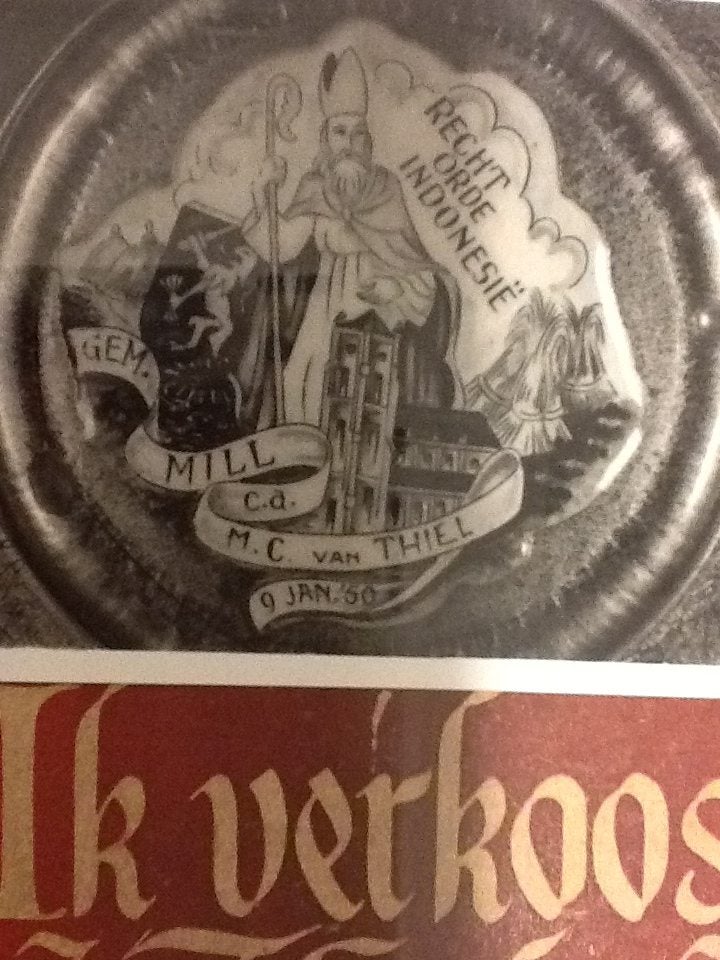 RECHT
ORDE
INDONESIË
GEM.
MILL
c.a.
M. C. VAN THIEL
9 JAN. '50
Ik verkoos